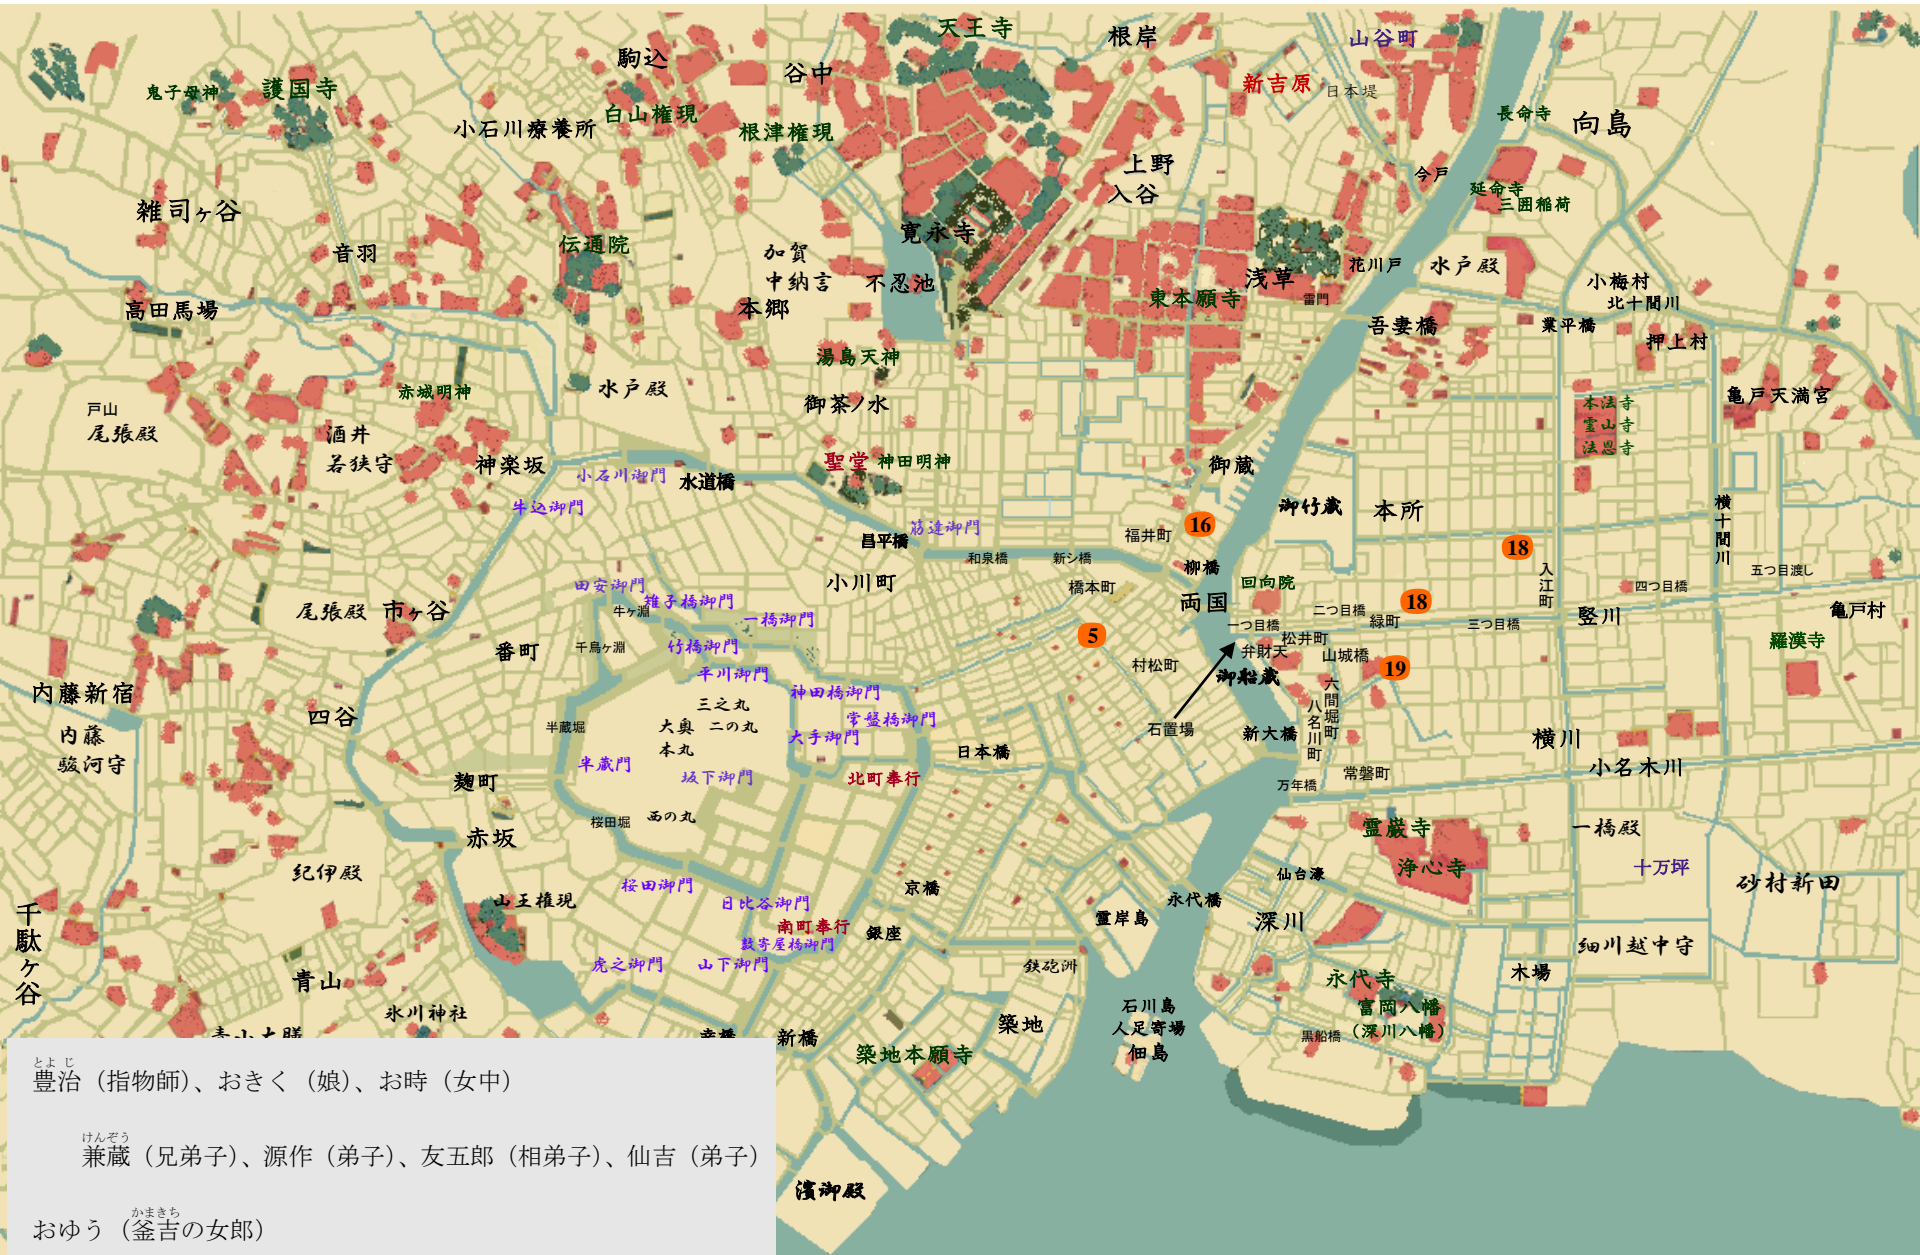 天王寺
根岸
駒込
谷中
山谷町
新吉原
日本堤
鬼子母神
護国寺
白山権現
小石川療養所
根津権現
長命寺
向島
上野
入谷
今戸
延命寺
三囲稲荷
雑司ヶ谷
音羽
伝通院
加賀
中納言
寛永寺
不忍池
本郷
浅草
花川戸
水戸殿
東本願寺
雷門
小梅村
北十間川
高田馬場
吾妻橋
業平橋
押上村
湯島天神
赤城明神
水戸殿
御茶ノ水
戸山
尾張殿
本法寺
霊山寺
法恩寺
亀戸天満宮
酒井
若狭守
神楽坂
聖堂
神田明神
御蔵
小石川御門
水道橋
牛込御門
御竹蔵
本所
横十間川
筋違御門
昌平橋
福井町
16
18
和泉橋
新シ橋
柳橋
小川町
橋本町
両国
回向院
入江町
四つ目橋
五つ目渡し
田安御門
雉子橋御門
牛ヶ淵
一橋御門
尾張殿
市ヶ谷
5
一つ目橋
二つ目橋
18
緑町
三つ目橋
竪川
亀戸村
羅漢寺
番町
千鳥ヶ淵
竹橋御門
平川御門
村松町
松井町
弁財天
山城橋
19
御船蔵
内藤新宿
内藤
駿河守
四谷
神田橋御門
三之丸
大奥
二の丸
本丸
常盤橋御門
大手御門
半蔵堀
石置場
新大橋
八名川町
六間堀町
横川
小名木川
半蔵門
坂下御門
北町奉行
日本橋
常磐町
万年橋
麹町
桜田堀
西の丸
赤坂
霊巌寺
浄心寺
一橋殿
十万坪
砂村新田
紀伊殿
桜田御門
山王権現
日比谷御門
京橋
仙台濠
永代橋
霊岸島
深川
千駄ヶ谷
南町奉行
数寄屋橋御門
銀座
細川越中守
虎之御門
山下御門
鉄砲洲
木場
青山
永代寺
富岡八幡
（深川八幡）
黒船橋
氷川神社
石川島
人足寄場
佃島
築地
新橋
築地本願寺
濱御殿
とよ じ
豊治（指物師）、おきく（娘）、お時（女中）
けんぞう
兼蔵（兄弟子）、源作（弟子）、友五郎（相弟子）、仙吉（弟子）
かまきち
おゆう（釜吉の女郎）